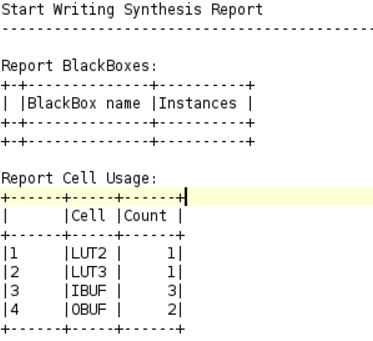 Start Writing Synthesis Report
---------------------------------------------------------------------------------

Report BlackBoxes:
+-+--------------+----------+
| |BlackBox name |Instances |
+-+--------------+----------+
+-+--------------+----------+

Report Cell Usage:
+------+-----+------+
|      |Cell |Count |
+------+-----+------+
|1     |LUT2 |     1|
|2     |LUT3 |     1|
|3     |IBUF |     3|
|4     |OBUF |     2|
+------+-----+------+